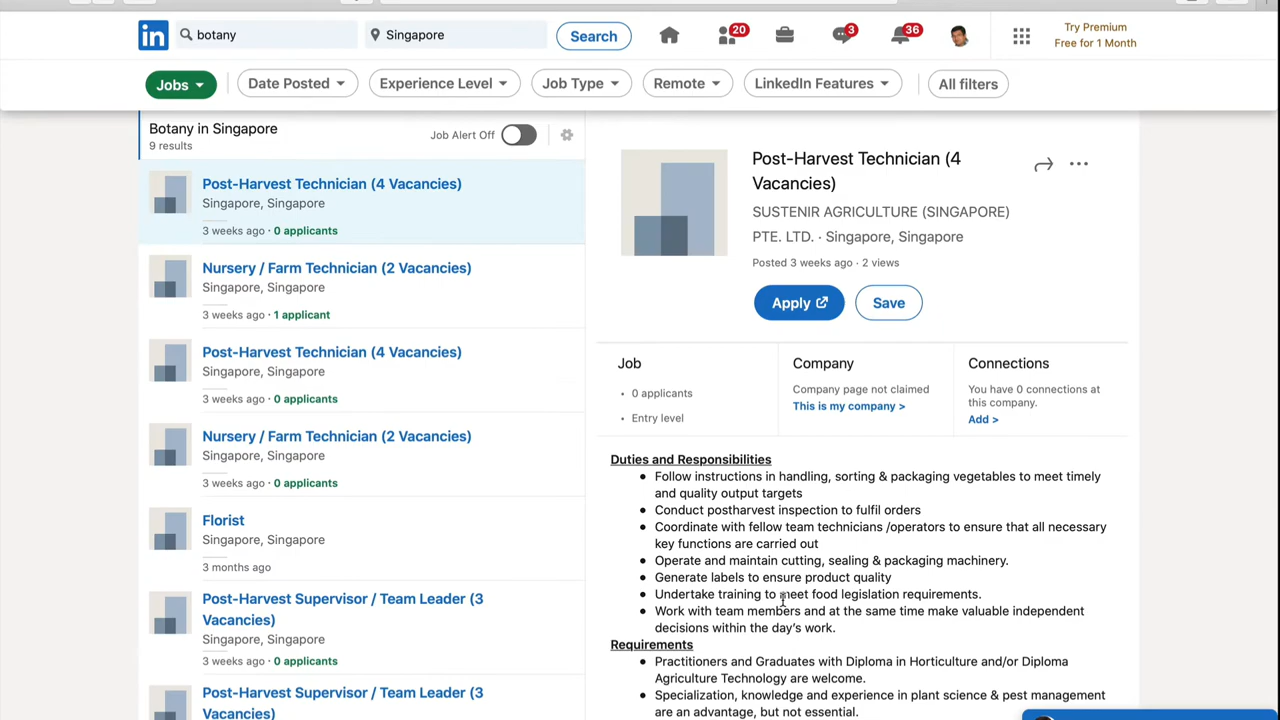 in
botany
Singapore
Search
20
3
36
Try Premium
Free for 1 Month
Jobs
Date Posted
Experience Level
Job Type
Remote
LinkedIn Features
All filters
Botany in Singapore
9 results
Job Alert Off
Post-Harvest Technician (4 Vacancies)
Singapore, Singapore
3 weeks ago · 0 applicants
Nursery / Farm Technician (2 Vacancies)
Singapore, Singapore
3 weeks ago · 1 applicant
Post-Harvest Technician (4 Vacancies)
Singapore, Singapore
3 weeks ago · 0 applicants
Nursery / Farm Technician (2 Vacancies)
Singapore, Singapore
3 weeks ago · 0 applicants
Florist
Singapore, Singapore
3 months ago
Post-Harvest Supervisor / Team Leader (3
Vacancies)
Singapore, Singapore
3 weeks ago · 0 applicants
Post-Harvest Supervisor / Team Leader (3
Vacancies)
Post-Harvest Technician (4
Vacancies)
SUSTENIR AGRICULTURE (SINGAPORE)
PTE. LTD. · Singapore, Singapore
Posted 3 weeks ago · 2 views
Apply
Save
Job
• 0 applicants
• Entry level
Company
Company page not claimed
This is my company >
Connections
You have 0 connections at
this company.
Add >
Duties and Responsibilities
• Follow instructions in handling, sorting & packaging vegetables to meet timely
and quality output targets
• Conduct postharvest inspection to fulfil orders
• Coordinate with fellow team technicians /operators to ensure that all necessary
key functions are carried out
• Operate and maintain cutting, sealing & packaging machinery.
• Generate labels to ensure product quality
• Undertake training to meet food legislation requirements.
• Work with team members and at the same time make valuable independent
decisions within the day's work.
Requirements
• Practitioners and Graduates with Diploma in Horticulture and/or Diploma
Agriculture Technology are welcome.
• Specialization, knowledge and experience in plant science & pest management
are an advantage, but not essential.